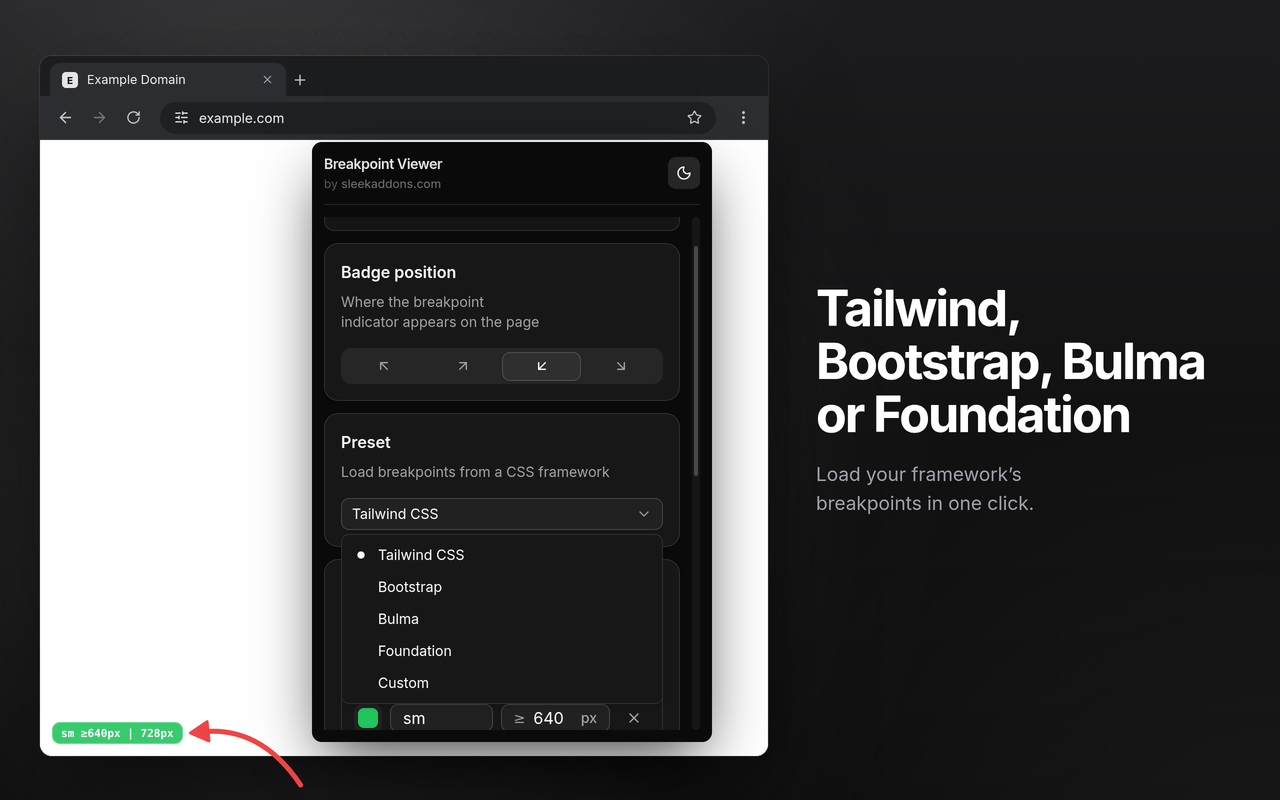 E Example Domain
example.com
Breakpoint Viewer
by sleekaddons.com
Badge position
Where the breakpoint
indicator appears on the page
Preset
Load breakpoints from a CSS framework
Tailwind CSS
Tailwind CSS
Bootstrap
Bulma
Foundation
Custom
sm ≥ 640 px
sm ≥640px | 728px
Tailwind,
Bootstrap, Bulma
or Foundation
Load your framework’s
breakpoints in one click.